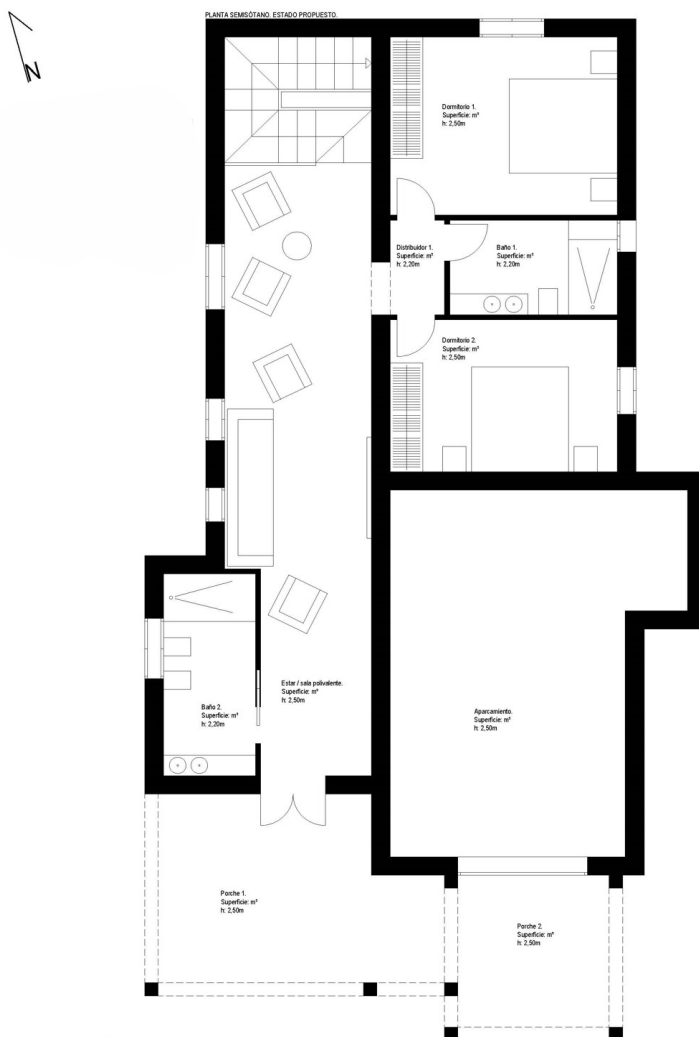 PLANTA SEMISÓTANO. ESTADO PROPUESTO.
N
Dormitorio 1.
Superficie: m²
h: 2,50m
Distribuidor 1.
Superficie: m²
h: 2,20m
Baño 1.
Superficie: m²
h: 2,20m
Dormitorio 2.
Superficie: m²
h: 2,50m
Estar / sala polivalente.
Superficie: m²
h: 2,50m
Baño 2.
Superficie: m²
h: 2,20m
Aparcamiento.
Superficie: m²
h: 2,50m
Porche 1.
Superficie: m²
h: 2,50m
Porche 2.
Superficie: m²
h: 2,50m